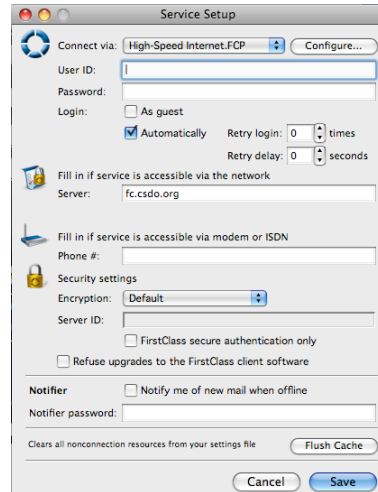 Service Setup
Connect via: High-Speed Internet.FCP Configure...
User ID:
Password:
Login: As guest
Automatically Retry login: 0 times
Retry delay: 0 seconds
Fill in if service is accessible via the network
Server: fc.csdo.org
Fill in if service is accessible via modem or ISDN
Phone #:
Security settings
Encryption: Default
Server ID:
FirstClass secure authentication only
Refuse upgrades to the FirstClass client software
Notifier Notify me of new mail when offline
Notifier password:
Clears all nonconnection resources from your settings file Flush Cache
Cancel Save